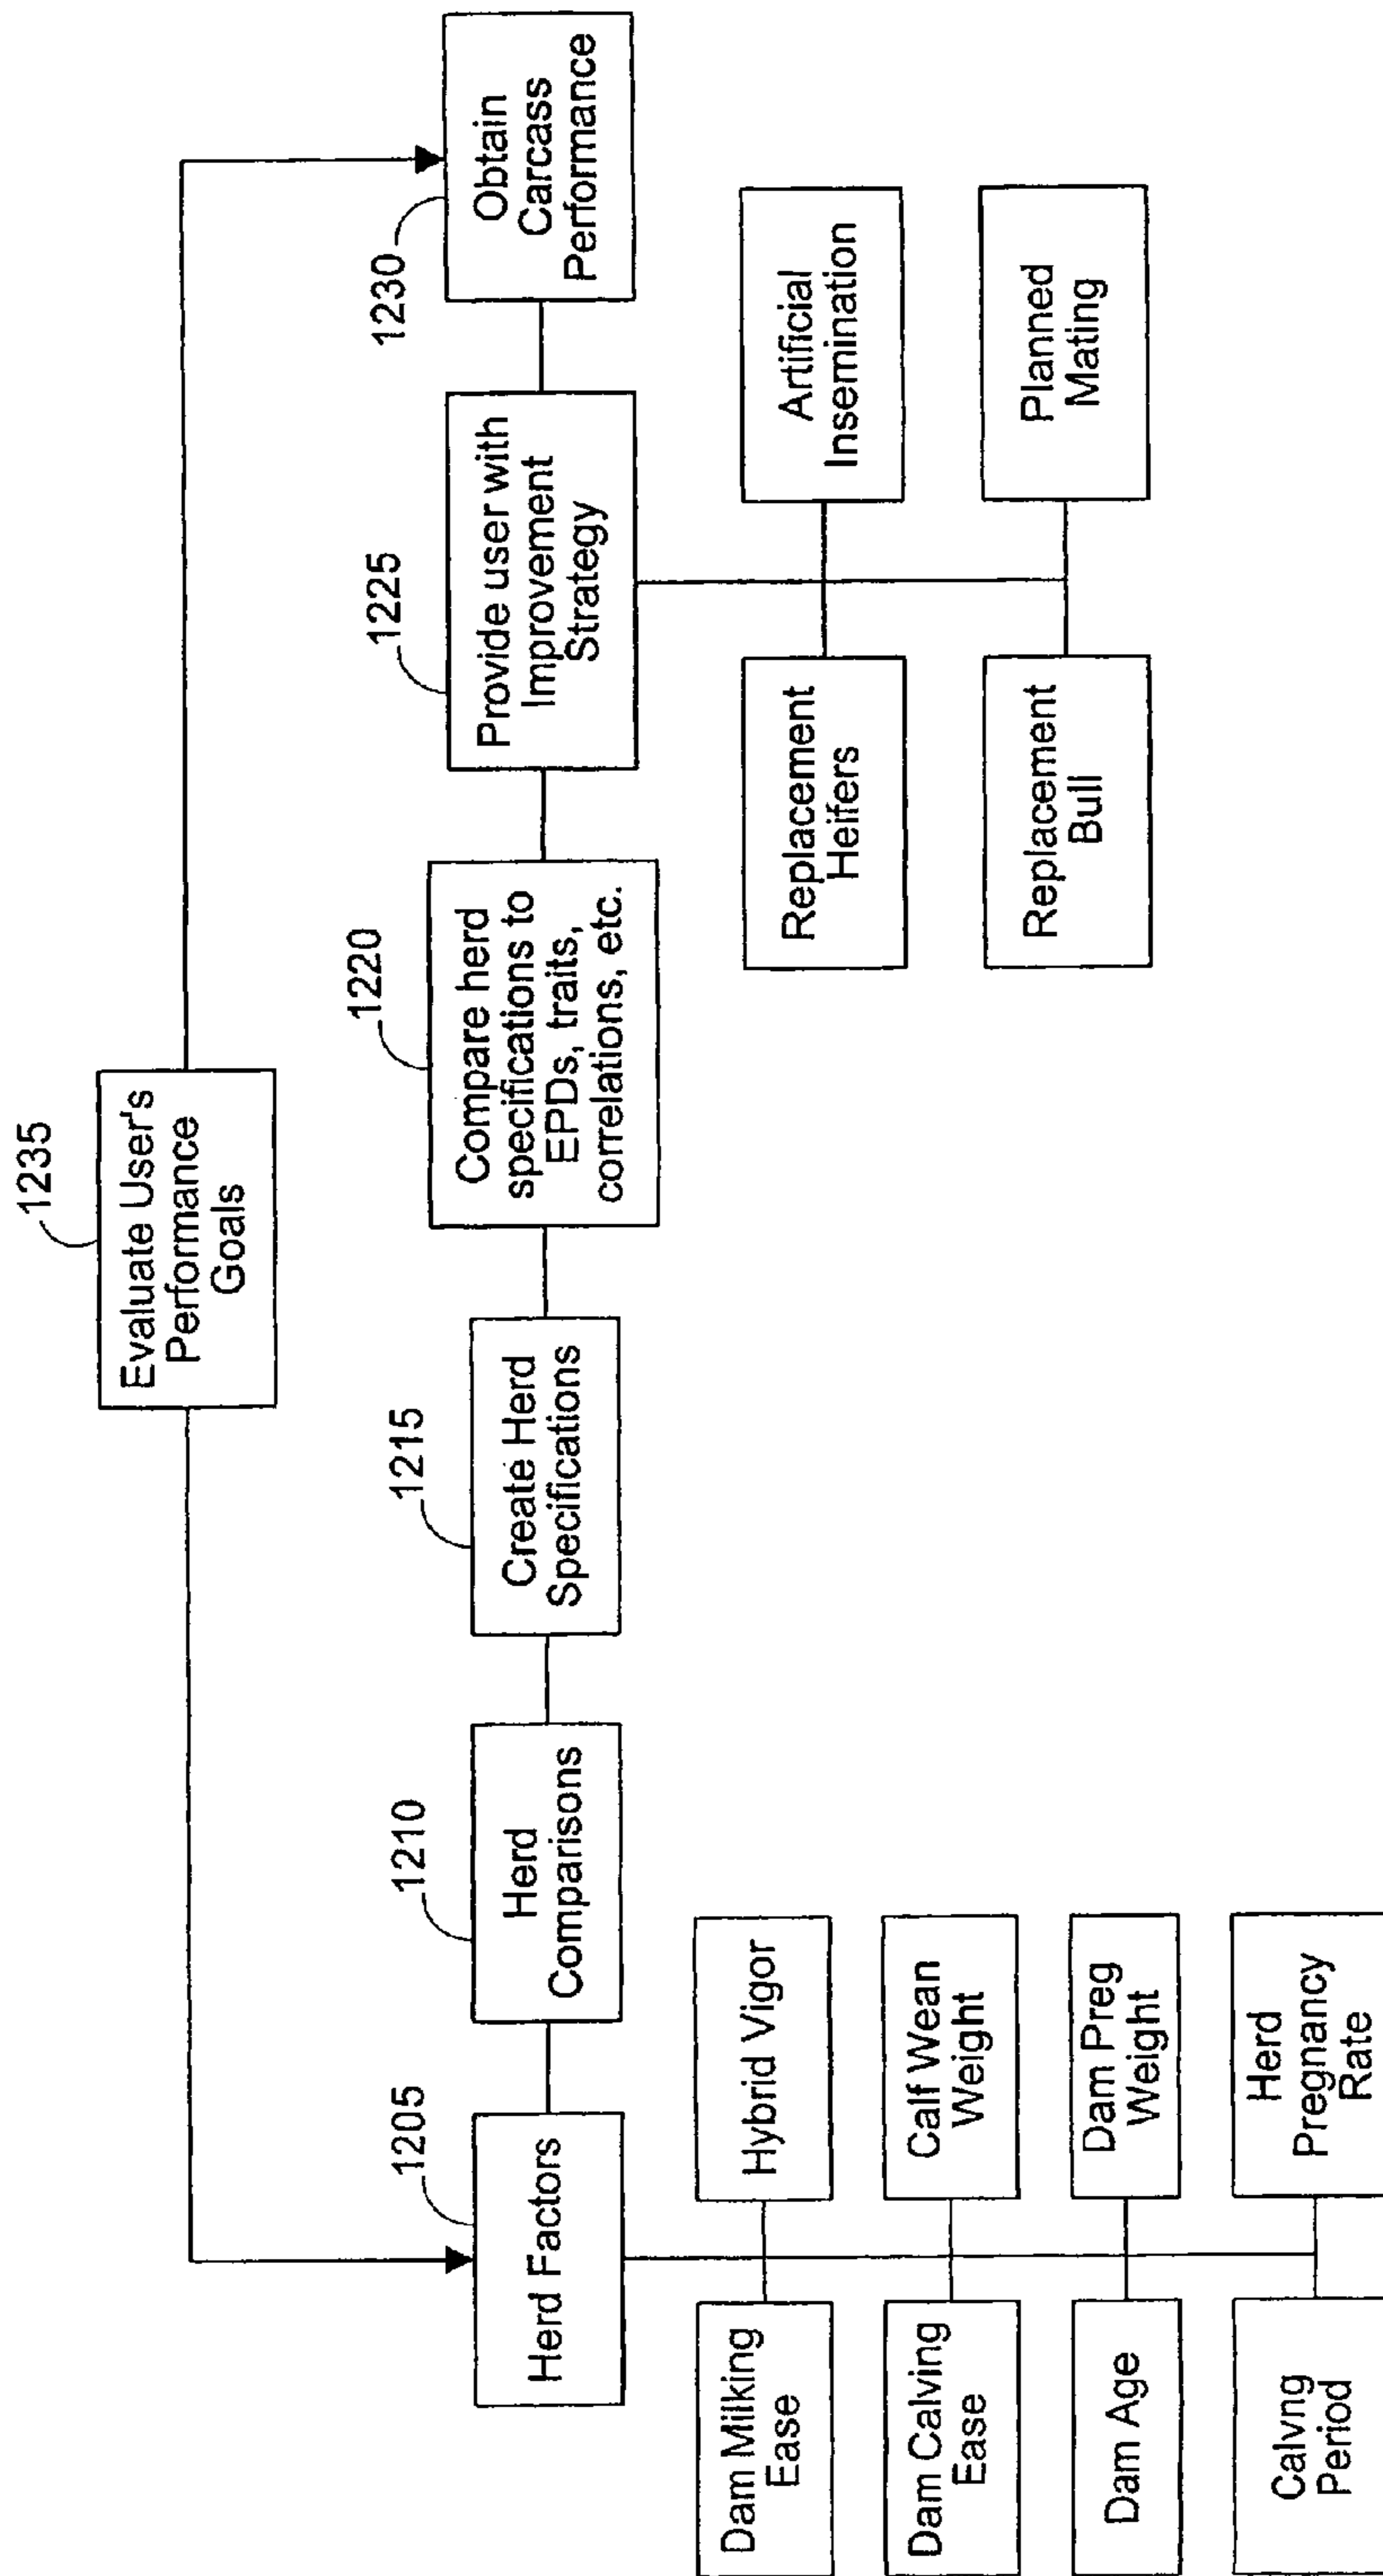 1235
Evaluate User's
Performance
Goals
1205
Herd Factors
1210
Herd
Comparisons
1215
Create Herd
Specifications
1220
Compare herd
specifications to
EPDs, traits,
correlations, etc.
1225
Provide user with
Improvement
Strategy
1230
Obtain
Carcass
Performance
Dam Milking
Ease
Hybrid Vigor
Dam Calving
Ease
Calf Wean
Weight
Dam Age
Dam Preg
Weight
Calvng
Period
Herd
Pregnancy
Rate
Replacement
Heifers
Artificial
Insemination
Replacement
Bull
Planned
Mating